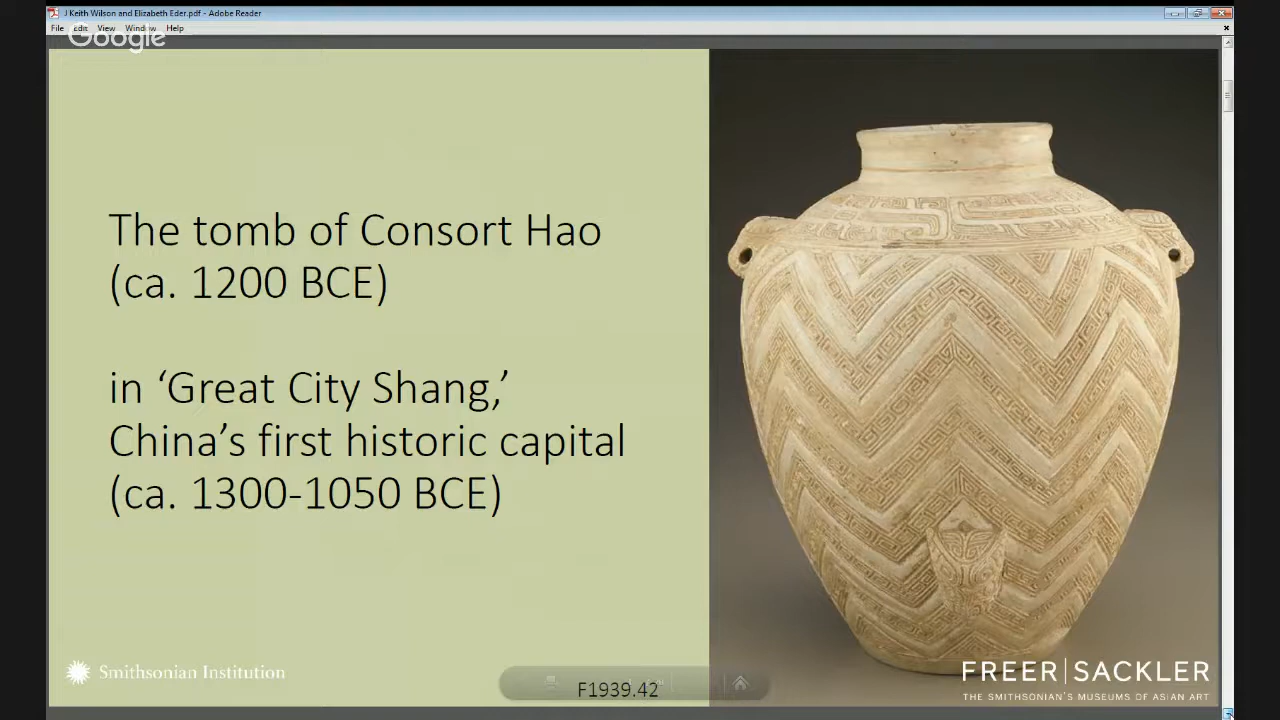 J Keith Wilson and Elizabeth Eder.pdf - Adobe Reader
File Edit View Window Help
Google
The tomb of Consort Hao
(ca. 1200 BCE)
in ‘Great City Shang,’
China’s first historic capital
(ca. 1300-1050 BCE)
Smithsonian Institution
F1939.42
FREER|SACKLER
THE SMITHSONIAN'S MUSEUMS OF ASIAN ART